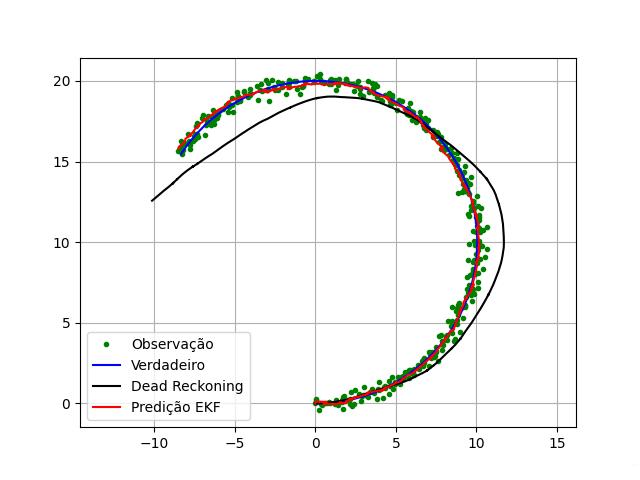 20
15
10
5
0
Observação
Verdadeiro
Dead Reckoning
Predição EKF
−10 −5 0 5 10 15